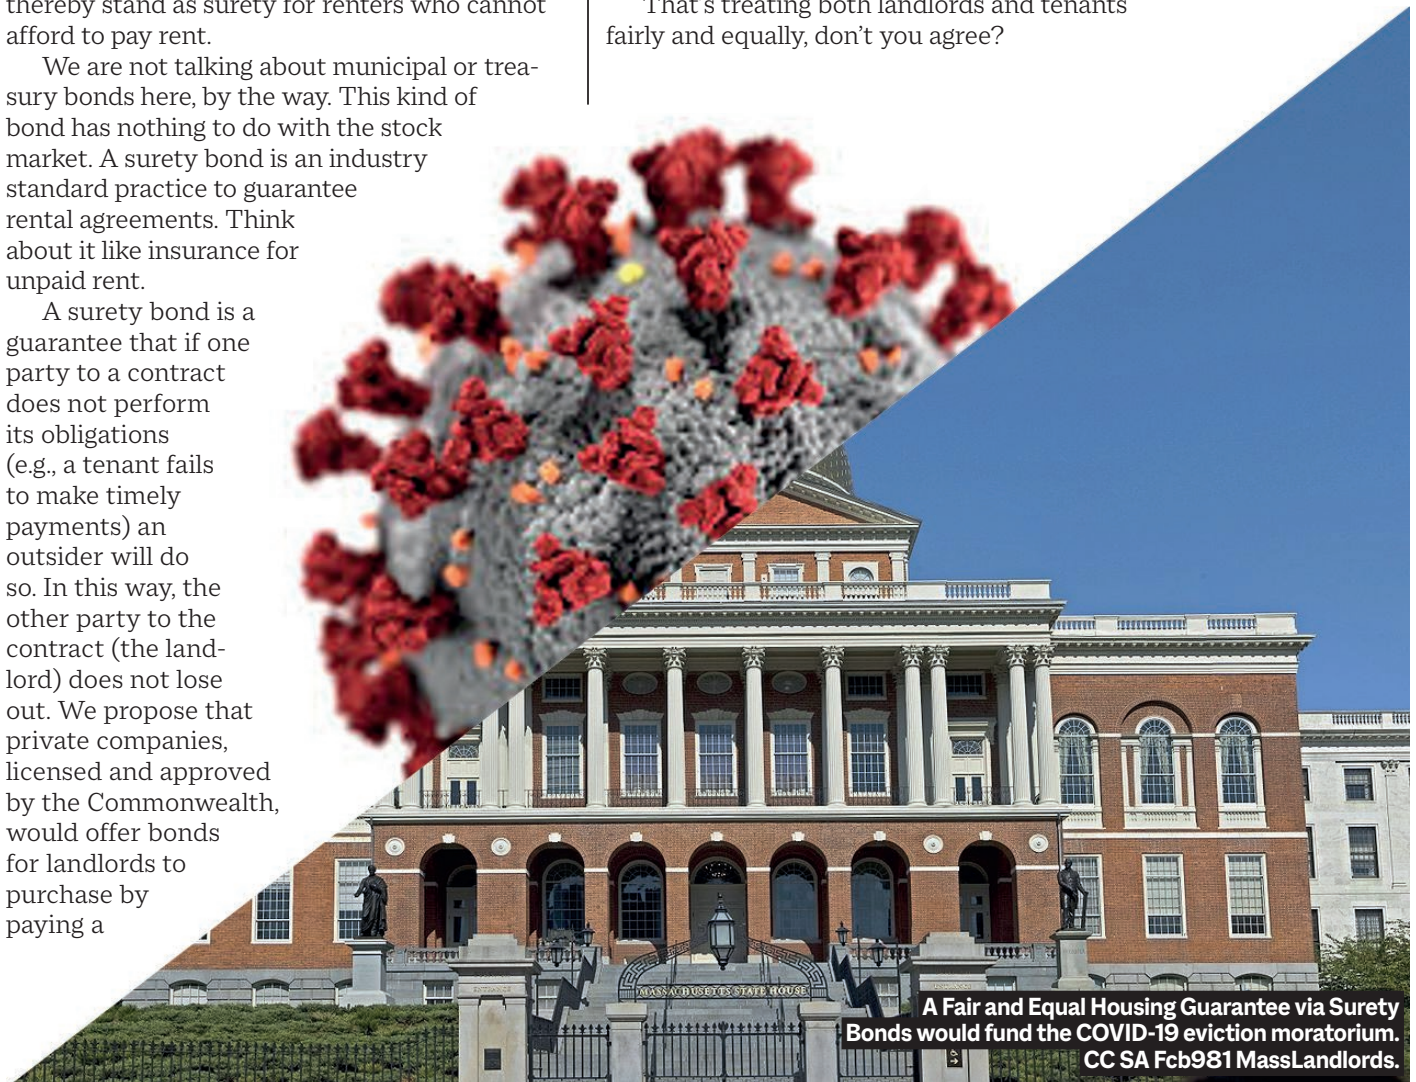 thereby stand as surety for renters who cannot
afford to pay rent.
We are not talking about municipal or trea-
sury bonds here, by the way. This kind of
bond has nothing to do with the stock
market. A surety bond is an industry
standard practice to guarantee
rental agreements. Think
about it like insurance for
unpaid rent.
A surety bond is a
guarantee that if one
party to a contract
does not perform
its obligations
(e.g., a tenant fails
to make timely
payments) an
outsider will do
so. In this way, the
other party to the
contract (the land-
lord) does not lose
out. We propose that
private companies,
licensed and approved
by the Commonwealth,
would offer bonds
for landlords to
purchase by
paying a
That's treating both landlords and tenants
fairly and equally, don't you agree?
ENTRANCE
MASSACHUSETTS STATE HOUSE
A Fair and Equal Housing Guarantee via Surety
Bonds would fund the COVID-19 eviction moratorium.
CC SA Fcb981 MassLandlords.